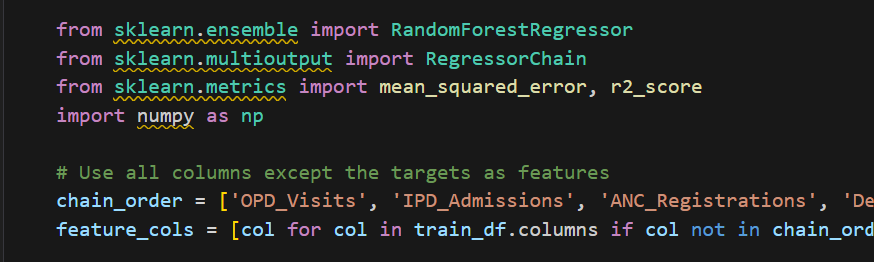 from sklearn.ensemble import RandomForestRegressor
from sklearn.multioutput import RegressorChain
from sklearn.metrics import mean_squared_error, r2_score
import numpy as np
# Use all columns except the targets as features
chain_order = ['OPD_Visits', 'IPD_Admissions', 'ANC_Registrations', 'De
feature_cols = [col for col in train_df.columns if col not in chain_ord